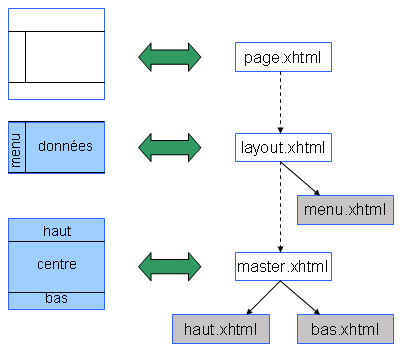 page.xhtml
menu
données
layout.xhtml
menu.xhtml
haut
centre
bas
master.xhtml
haut.xhtml
bas.xhtml